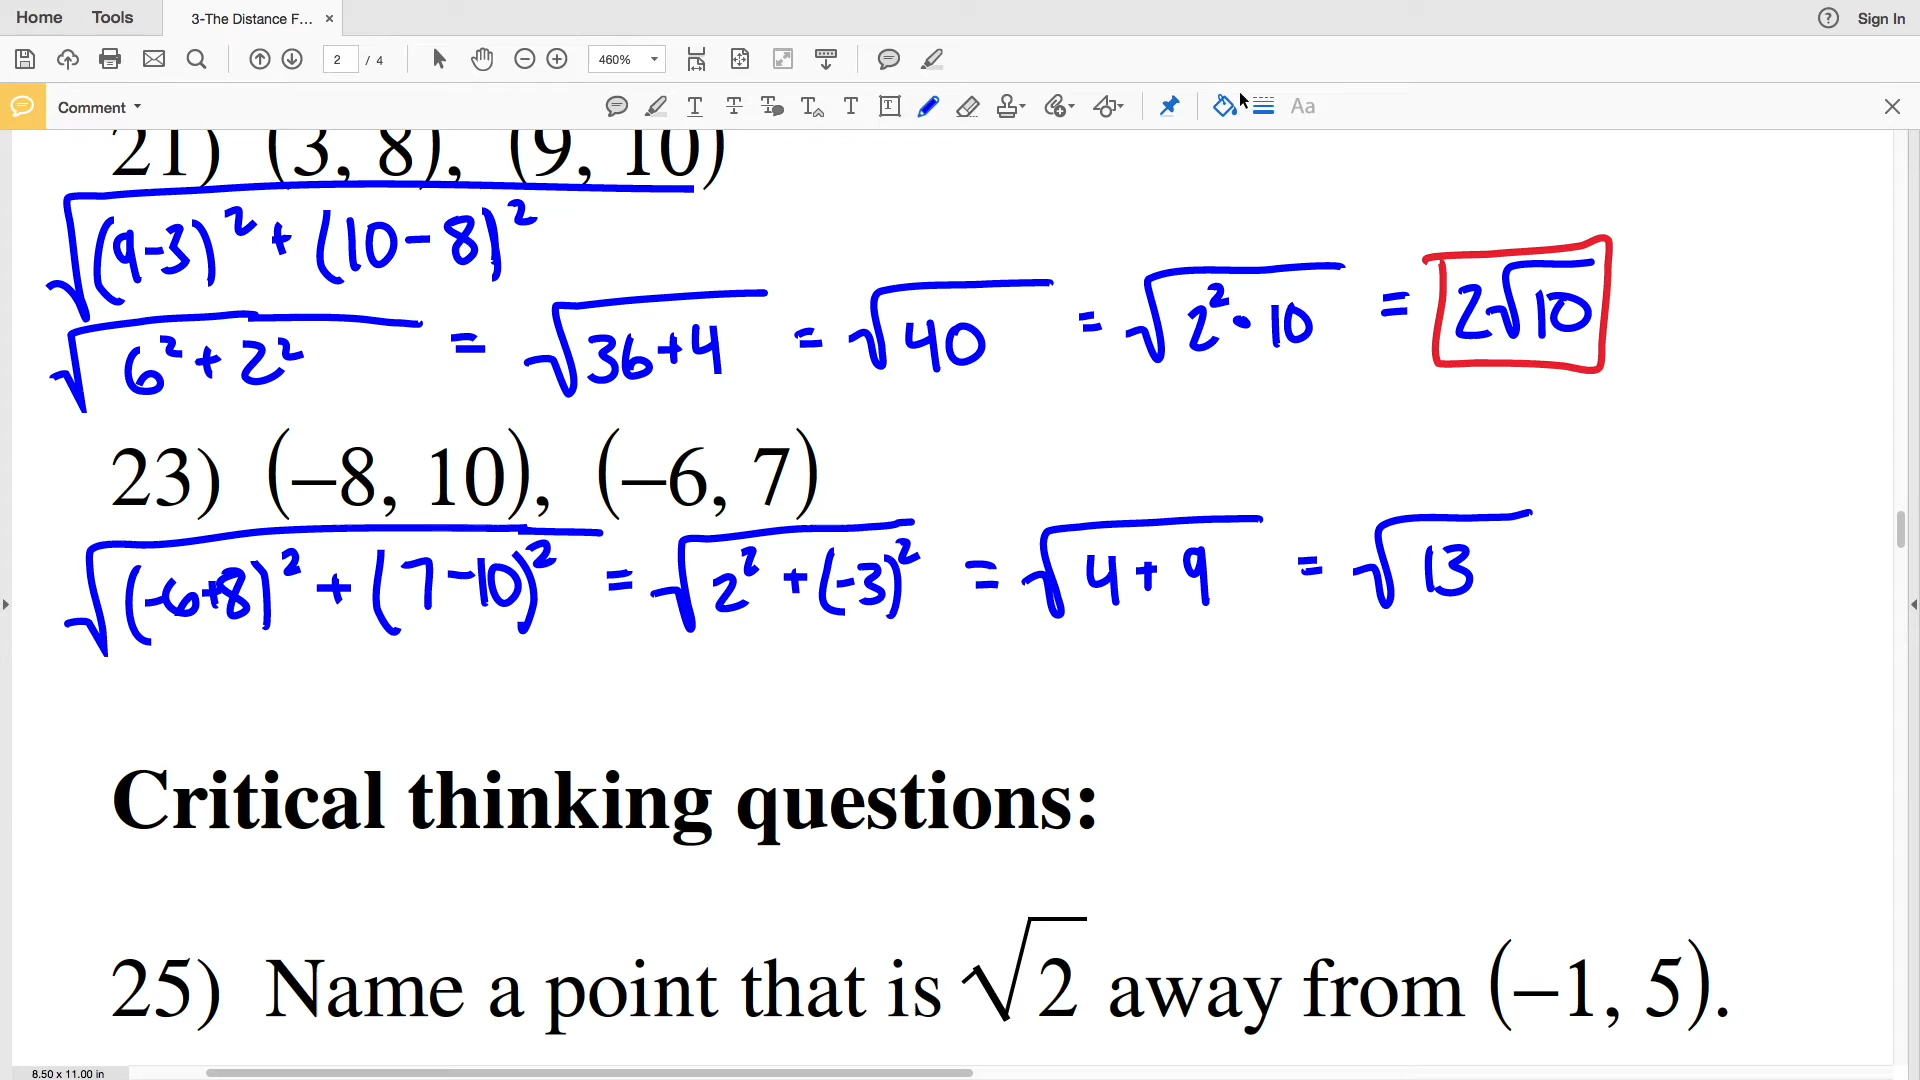 Home Tools 3-The Distance F... × Sign In
2 / 4 460%
Comment Aa
21) (3, 8), (9, 10)
√((9-3)² + (10-8)²)
√(6² + 2²) = √(36+4) = √40 = √(2² • 10) = 2√10
23) (–8, 10), (–6, 7)
√((-6+8)² + (7-10)²) = √(2² + (-3)²) = √(4+9) = √13
Critical thinking questions:
25) Name a point that is √2 away from (–1, 5).
8.50 x 11.00 in